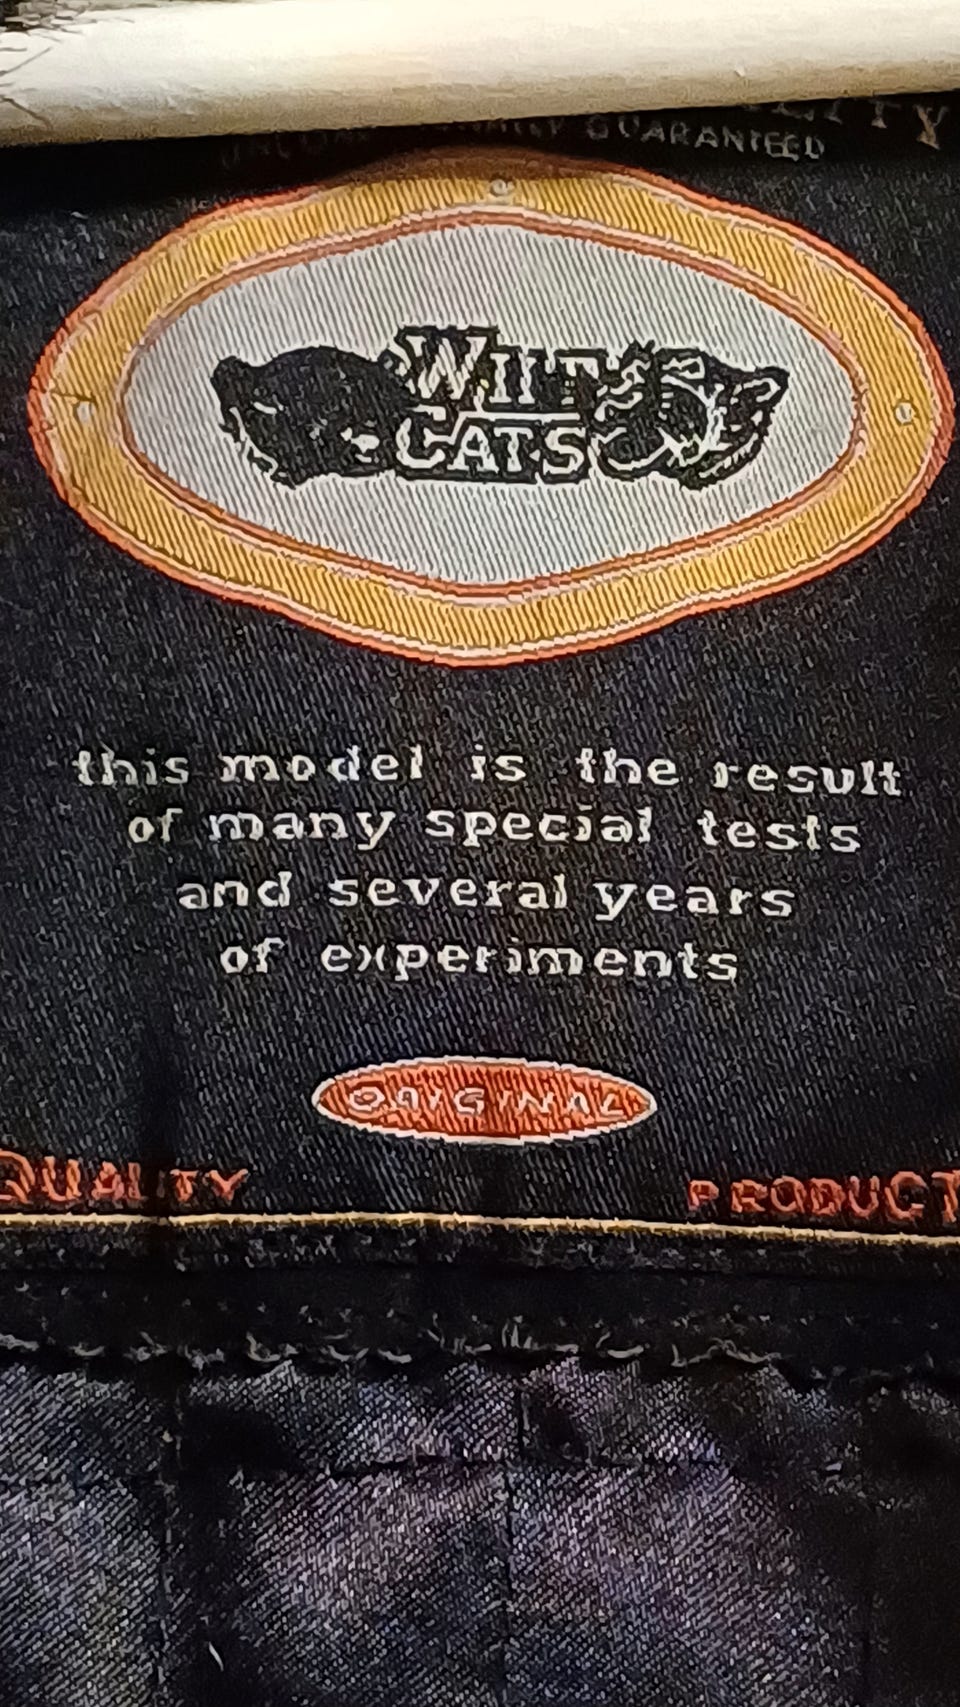 GUARANTEED
CATS
this model is the result
of many special tests
and several years
of experiments
ORIGINAL
QUALITY PRODUCT